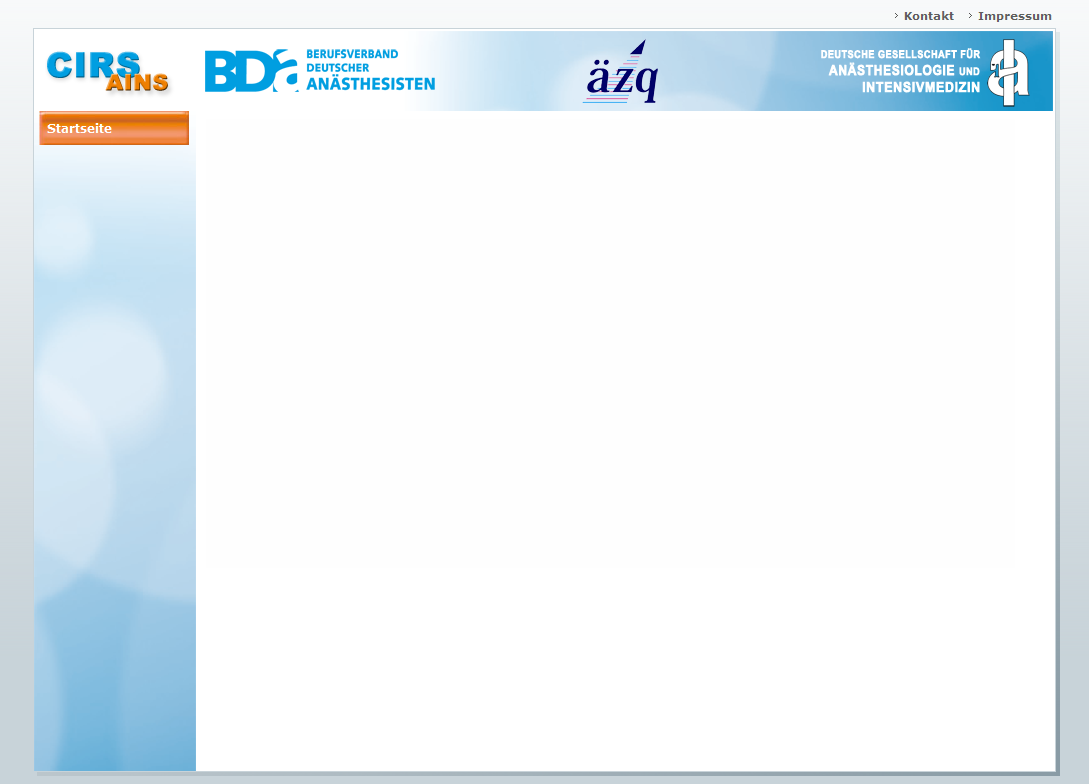 Kontakt
Impressum
CIRS
AINS
BDa
BERUFSVERBAND
DEUTSCHER
ANÄSTHESISTEN
äzq
DEUTSCHE GESELLSCHAFT FÜR
ANÄSTHESIOLOGIE UND
INTENSIVMEDIZIN
Startseite